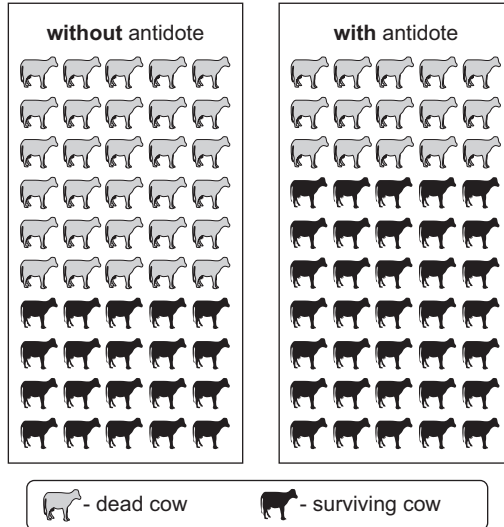 without antidote
with antidote
- dead cow
- surviving cow